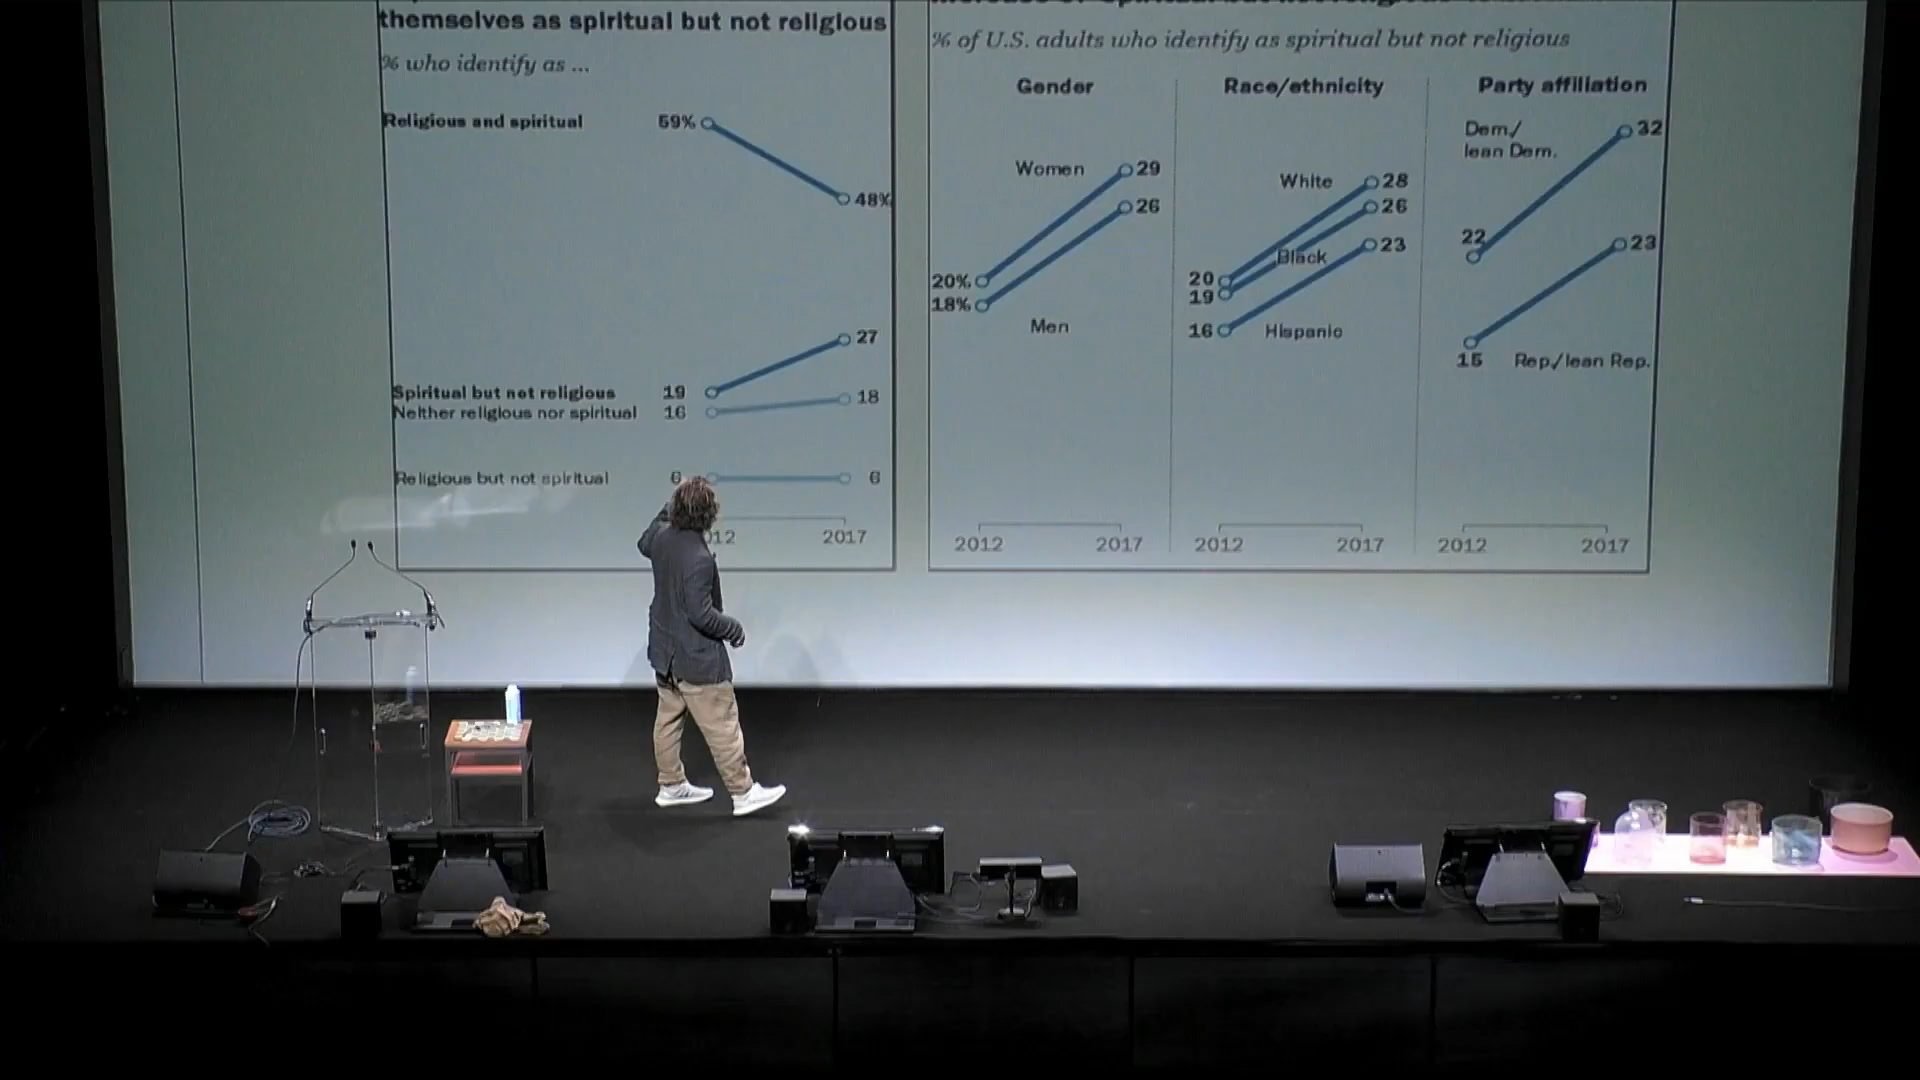 themselves as spiritual but not religious
% who identify as ...
Religious and spiritual 59%
48%
27
Spiritual but not religious 19
18
Neither religious nor spiritual 16
Religious but not spiritual 6 6
2017
% of U.S. adults who identify as spiritual but not religious
Gender
Women 29
26
20%
18%
Men
2012 2017
Race/ethnicity
White 28
26
23
Black
20
19
16 Hispanic
2012 2017
Party affiliation
Dem./ 32
lean Dem.
22
23
15 Rep./lean Rep.
2012 2017